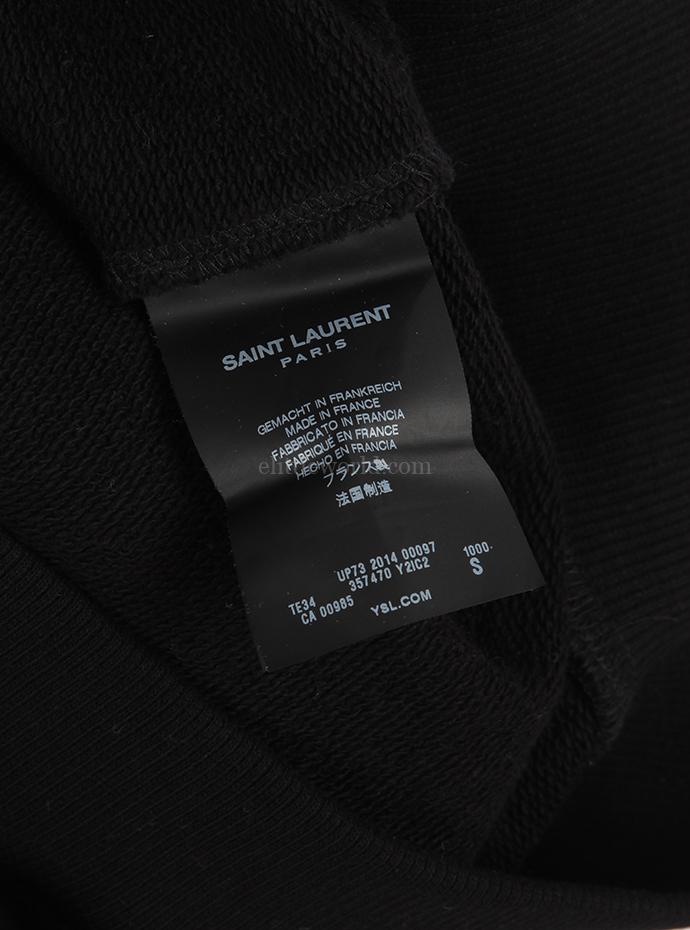 SAINT LAURENT
PARIS
GEMACHT IN FRANKREICH
MADE IN FRANCE
FABBRICATO IN FRANCIA
FABRIQUÉ EN FRANCE
HECHO EN FRANCIA
フランス製
法国制造
UP73 2014 00097
357470 Y2IC2
1000.
S
TE34
CA 00985
YSL.COM